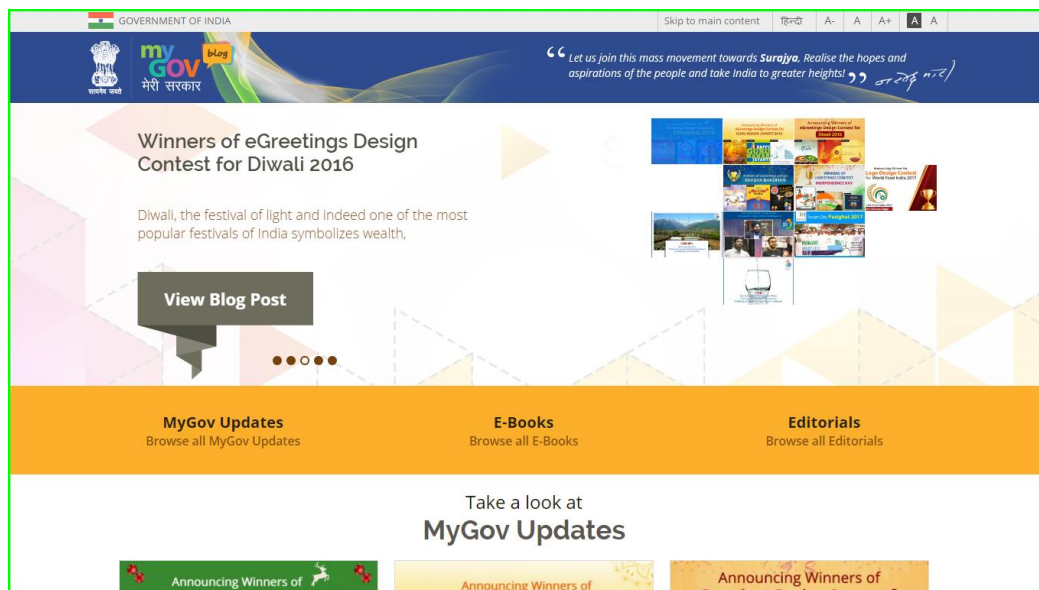 GOVERNMENT OF INDIA
Skip to main content
हिन्दी
A-
A
A+
A
A
my
GOV
blog
मेरी सरकार
सत्यमेव जयते
Let us join this mass movement towards Surajya, Realise the hopes and
aspirations of the people and take India to greater heights!
Winners of eGreetings Design
Contest for Diwali 2016
Diwali, the festival of light and indeed one of the most
popular festivals of India symbolizes wealth,
View Blog Post
MyGov Updates
Browse all MyGov Updates
E-Books
Browse all E-Books
Editorials
Browse all Editorials
Take a look at
MyGov Updates
Announcing Winners of
Announcing Winners of
Announcing Winners of